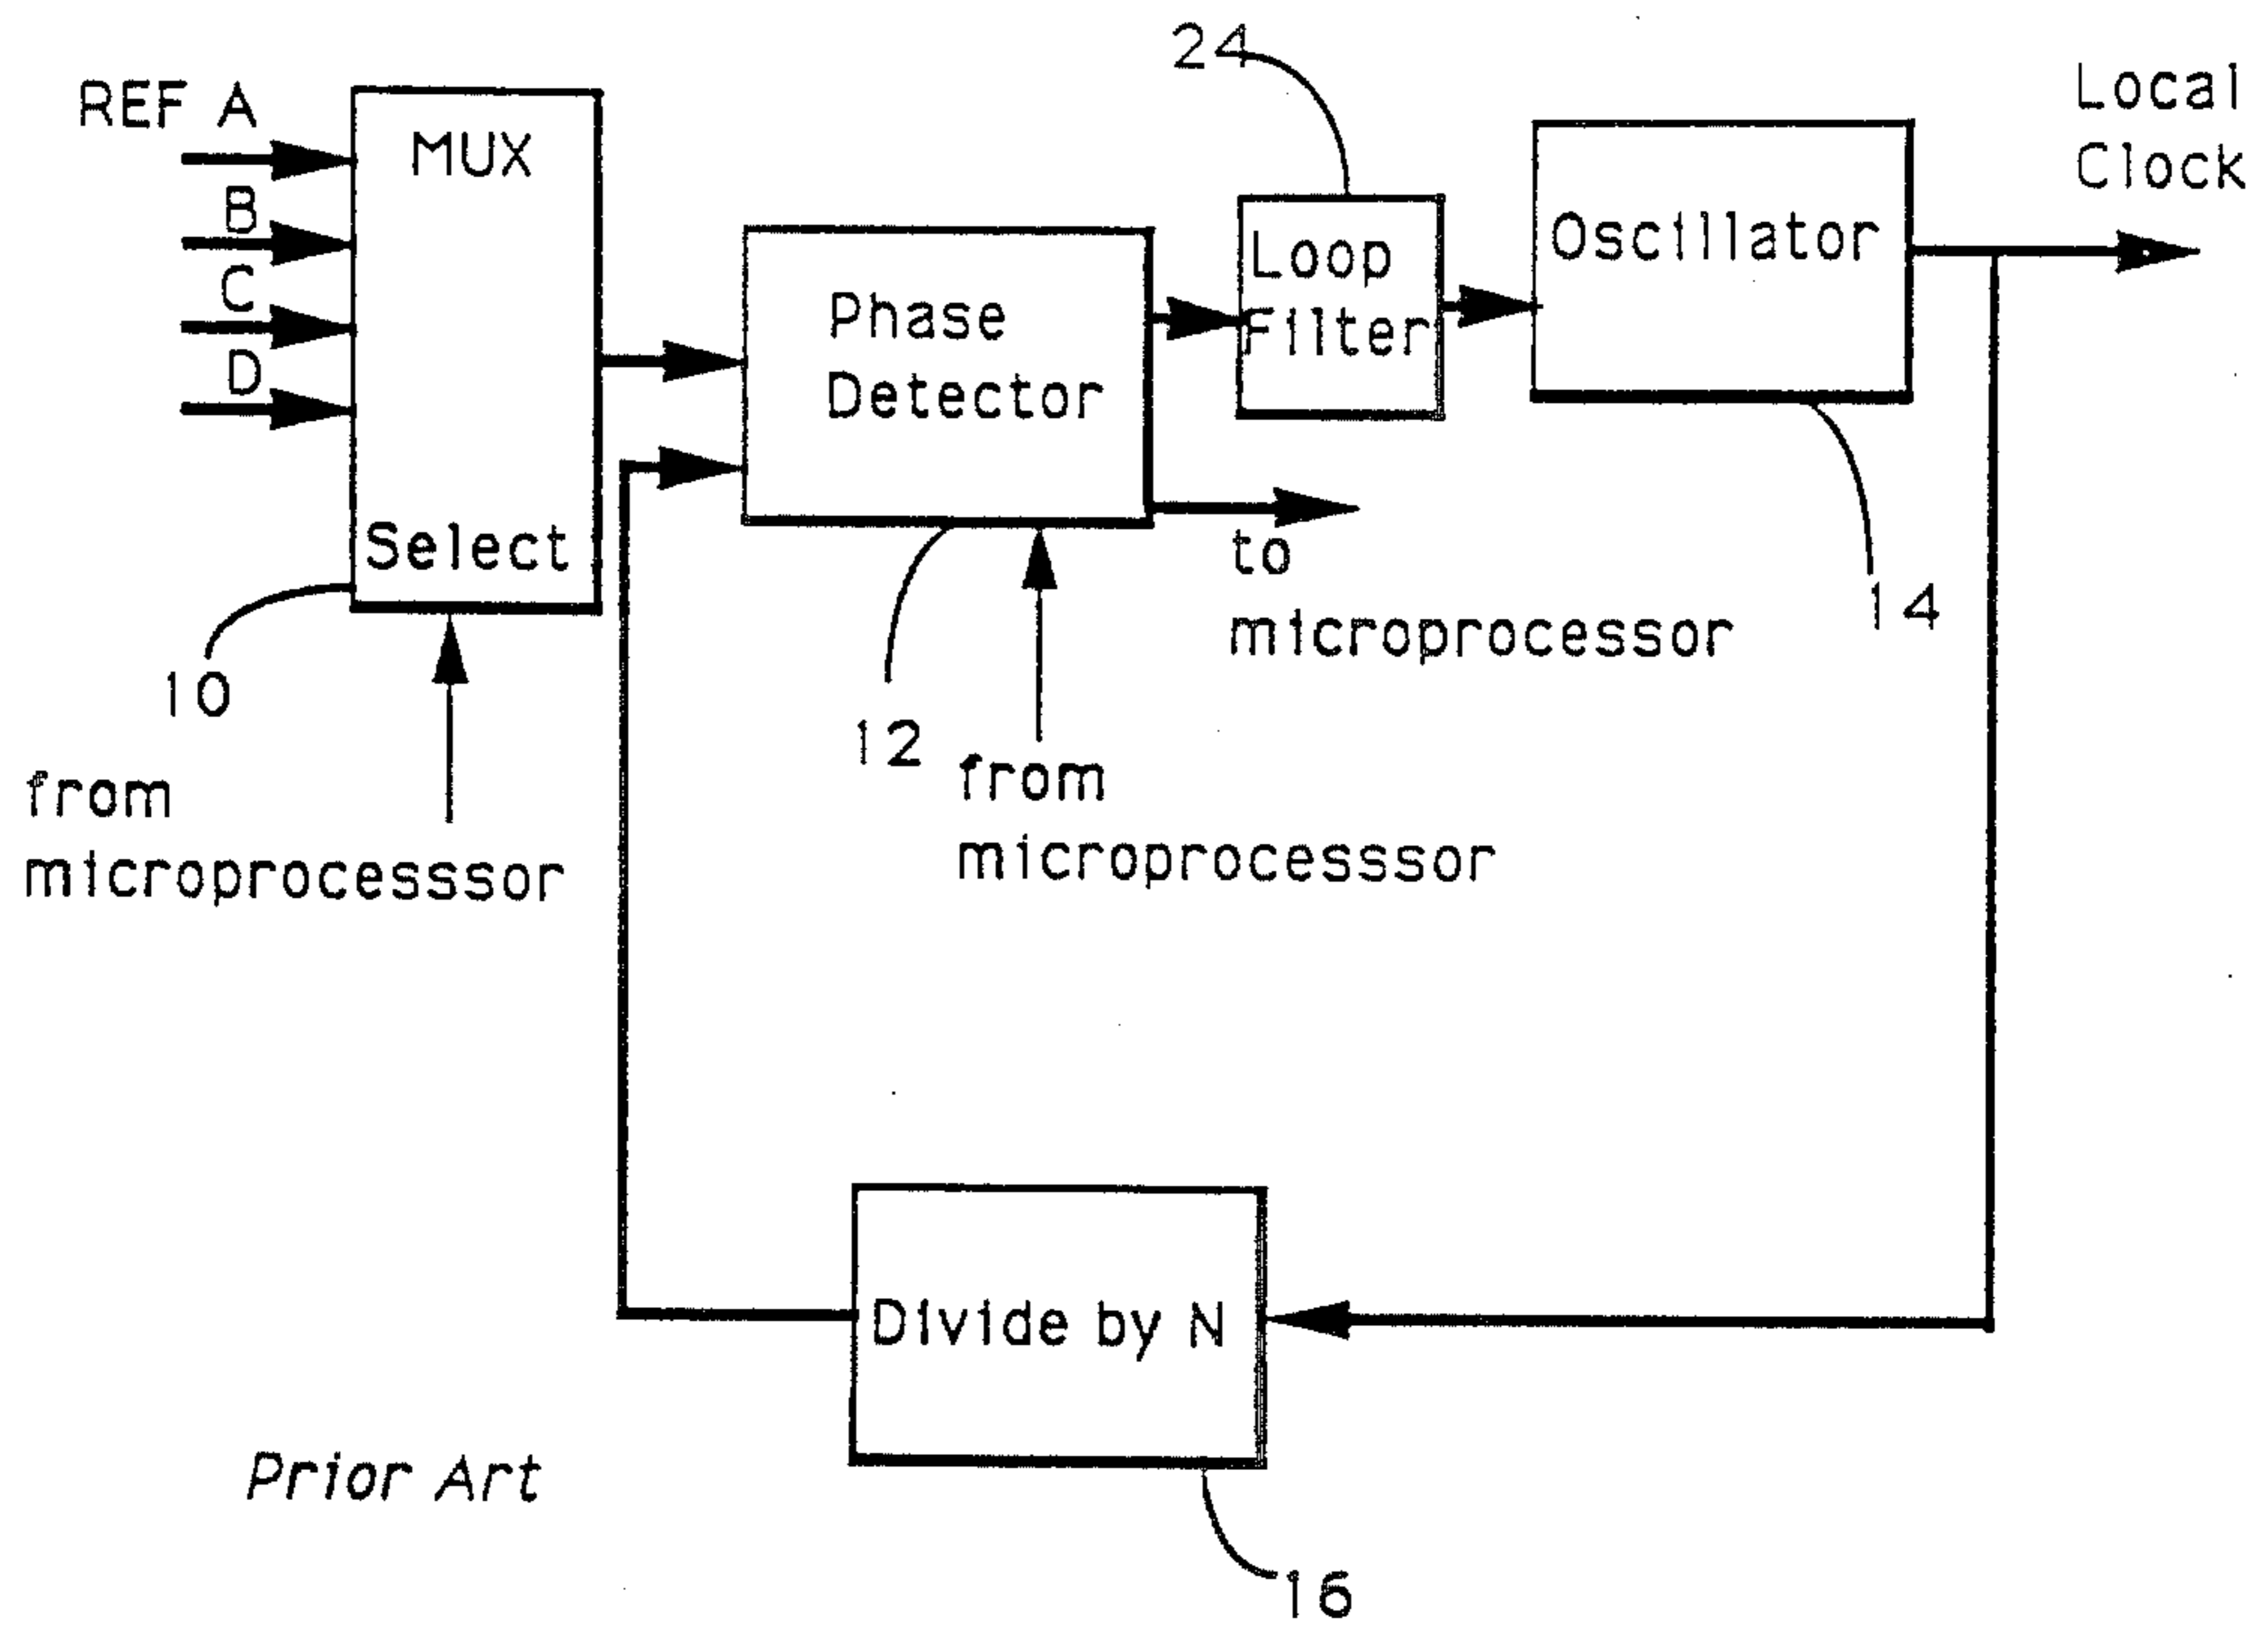 24
Local
Clock
REF A
MUX
B
C
D
Select
Phase
Detector
Loop
Filter
Oscillator
to
microprocessor
14
10
12
from
microprocesssor
from
microprocesssor
Divide by N
Prior Art
16